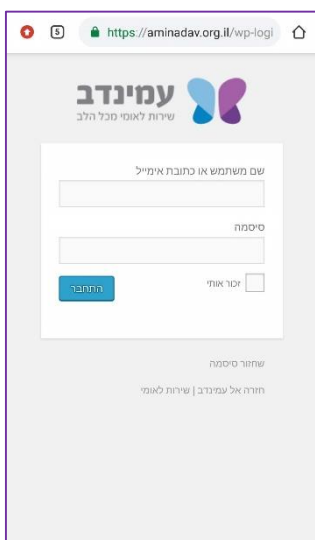 5
https://aminadav.org.il/wp-logi
עמינדב
שירות לאומי מכל הלב
שם משתמש או כתובת אימייל
סיסמה
זכור אותי
התחבר
שחזור סיסמה
חזרה אל עמינדב | שירות לאומי